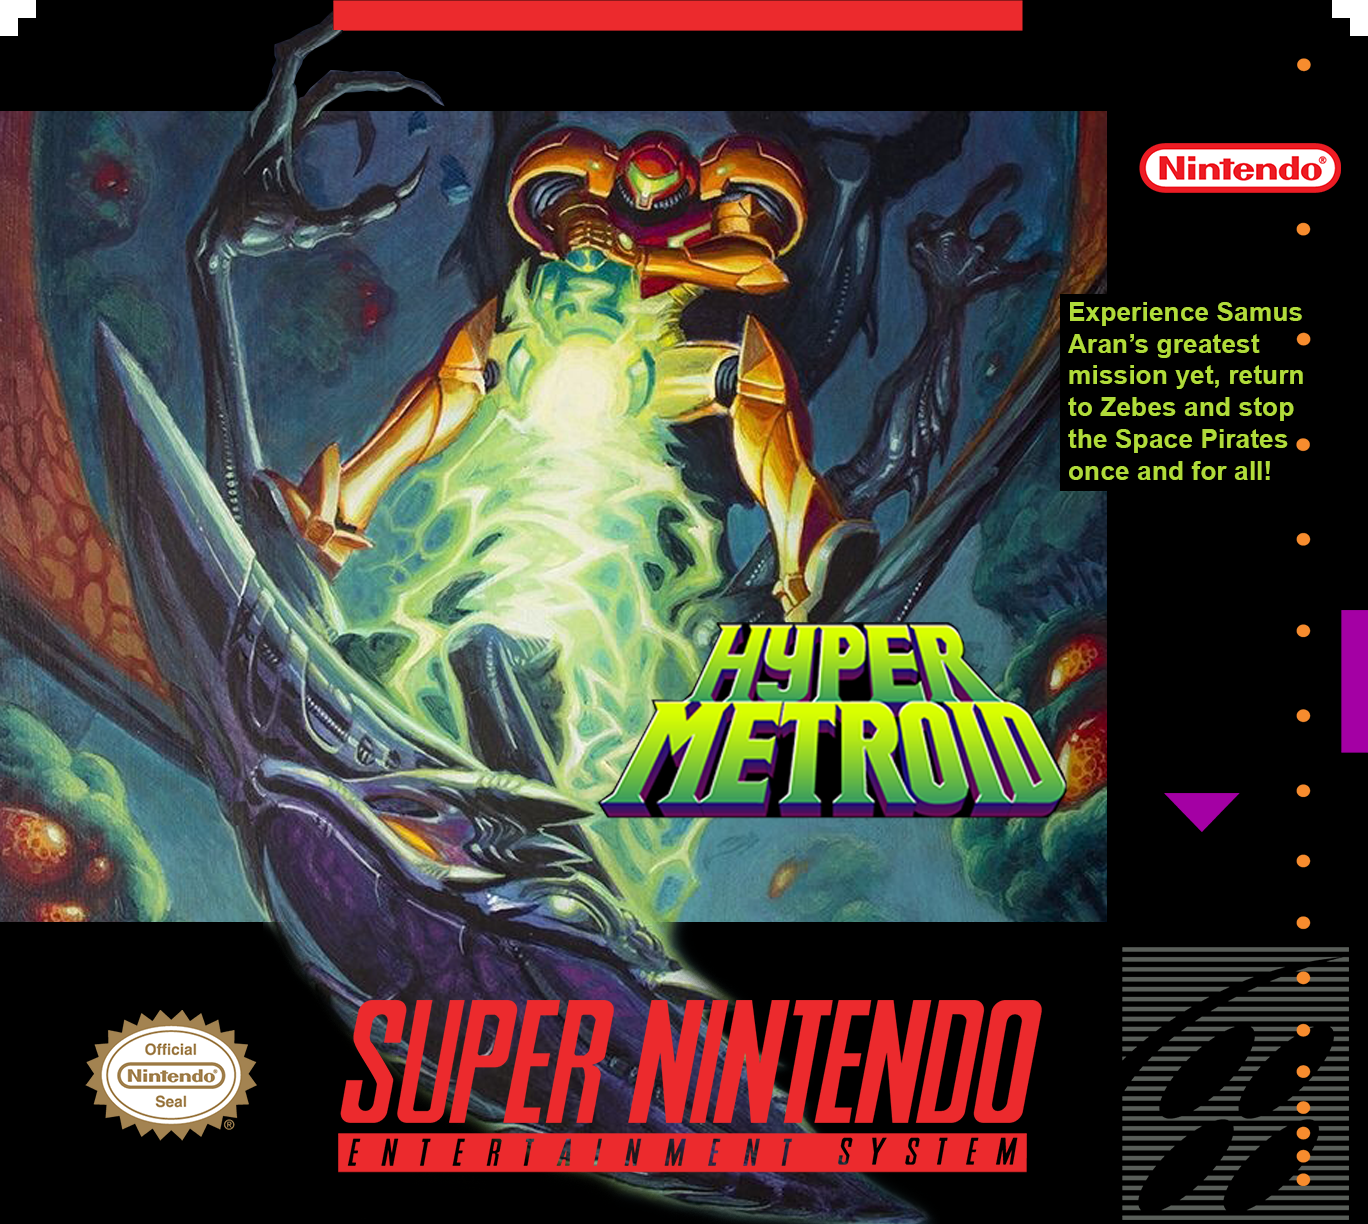 Nintendo®
Experience Samus
Aran’s greatest
mission yet, return
to Zebes and stop
the Space Pirates
once and for all!
HYPER
METROID
Official
Nintendo®
Seal
®
SUPER NINTENDO
ENTERTAINMENT SYSTEM